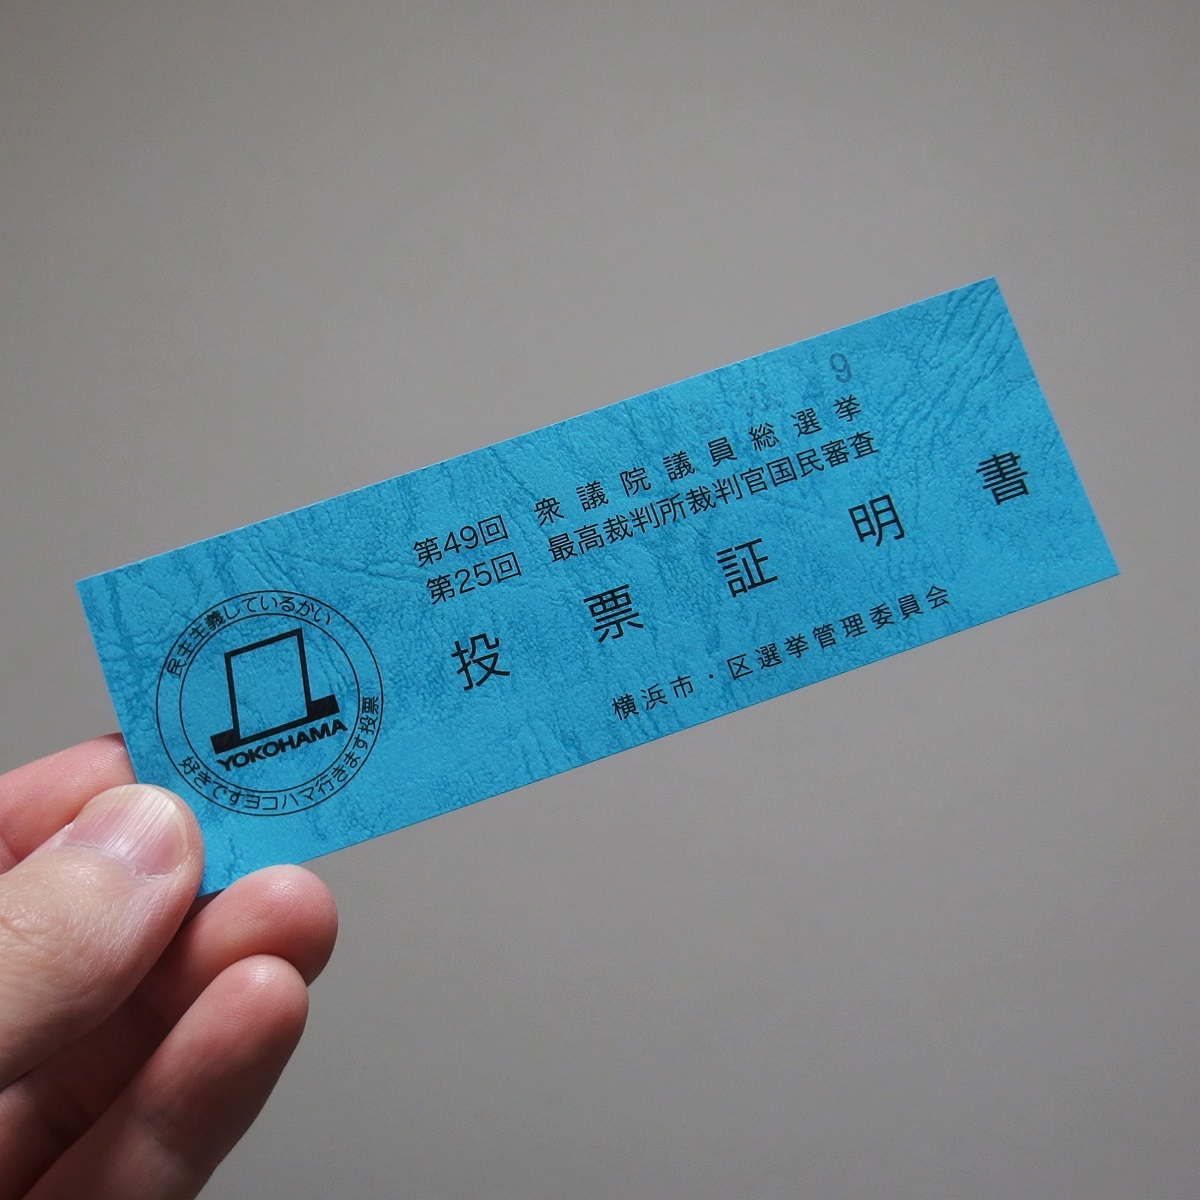 9
第49回 衆議院議員総選挙
第25回 最高裁判所裁判官国民審査
投票証明書
横浜市・区選挙管理委員会
民主主義しているかい
YOKOHAMA
好きですヨコハマ行きます投票